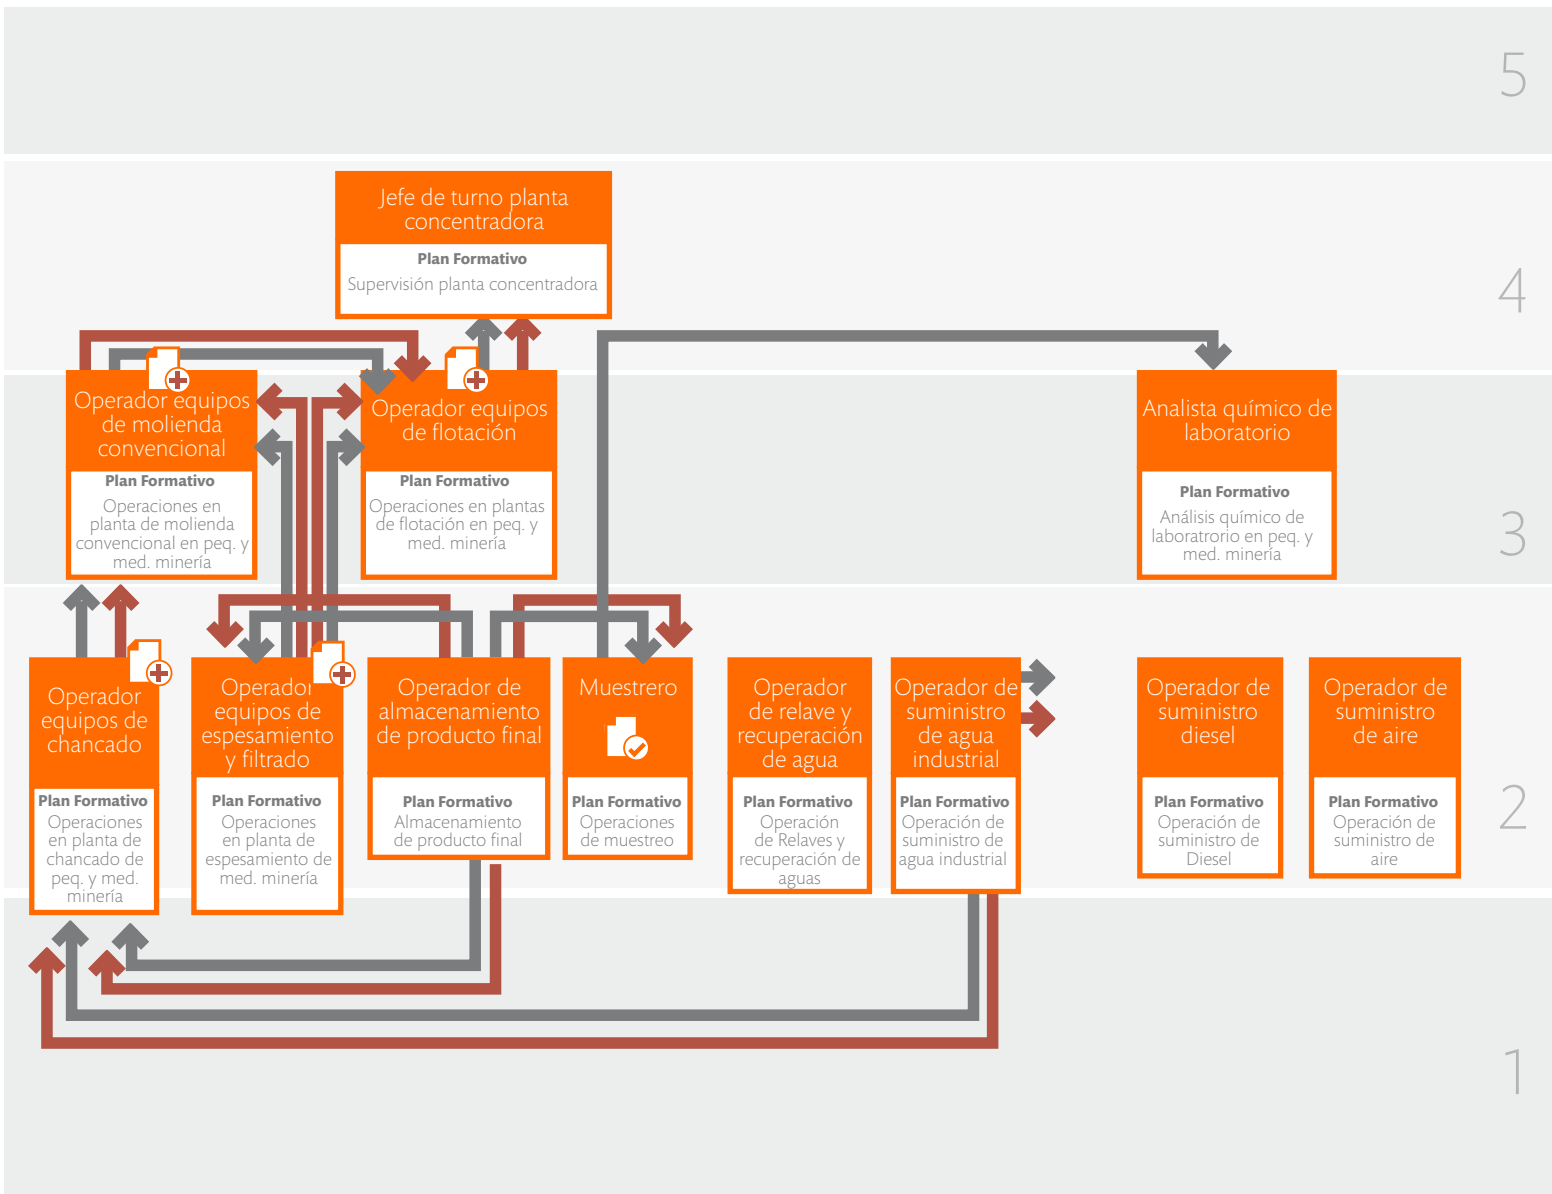 5
Jefe de turno planta
concentradora
Plan Formativo
Supervisión planta concentradora
4
Operador equipos
de molienda
convencional
Plan Formativo
Operaciones en
planta de molienda
convencional en peq. y
med. minería
Operador equipos
de flotación
Plan Formativo
Operaciones en plantas
de flotación en peq. y
med. minería
Analista químico de
laboratorio
Plan Formativo
Análisis químico de
laboratrorio en peq. y
med. minería
3
Operador
equipos de
chancado
Plan Formativo
Operaciones
en planta de
chancado de
peq. y med.
minería
Operador
equipos de
espesamiento
y filtrado
Plan Formativo
Operaciones
en planta de
espesamiento de
med. minería
Operador de
almacenamiento
de producto final
Plan Formativo
Almacenamiento
de producto final
Muestrero
Plan Formativo
Operaciones
de muestreo
Operador
de relave y
recuperación
de agua
Plan Formativo
Operación
de Relaves y
recuperación de
aguas
Operador de
suministro
de agua
industrial
Plan Formativo
Operación de
suministro de
agua industrial
Operador de
suministro
diesel
Plan Formativo
Operación de
suministro de
Diesel
Operador de
suministro
de aire
Plan Formativo
Operación de
suministro de
aire
2
1